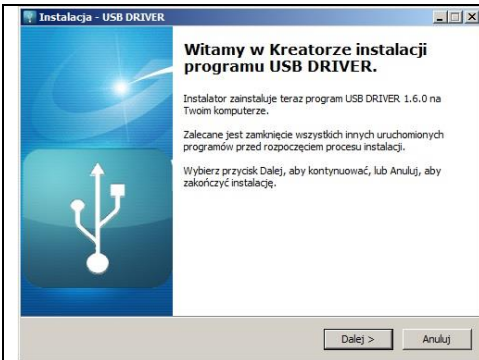 Instalacja - USB DRIVER
Witamy w Kreatorze instalacji
programu USB DRIVER.
Instalator zainstaluje teraz program USB DRIVER 1.6.0 na
Twoim komputerze.
Zalecane jest zamknięcie wszystkich innych uruchomionych
programów przed rozpoczęciem procesu instalacji.
Wybierz przycisk Dalej, aby kontynuować, lub Anuluj, aby
zakończyć instalację.
Dalej >
Anuluj